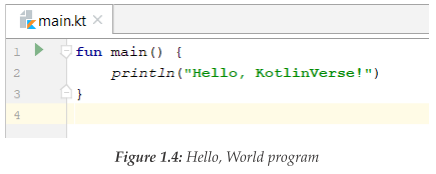 main.kt
1 fun main() {
2 println("Hello, KotlinVerse!")
3 }
4
Figure 1.4: Hello, World program